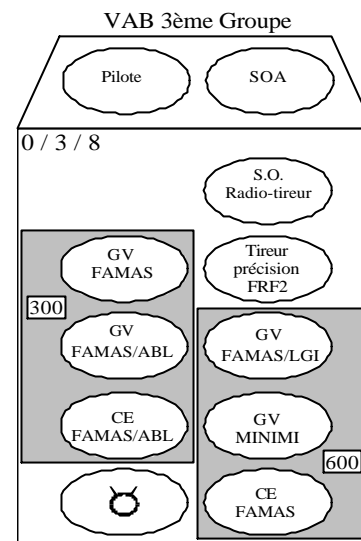 VAB 3ème Groupe
Pilote
SOA
0 / 3 / 8
S.O.
Radio-tireur
GV
FAMAS
Tireur
précision
FRF2
300
GV
FAMAS/ABL
GV
FAMAS/LGI
CE
FAMAS/ABL
GV
MINIMI
600
CE
FAMAS